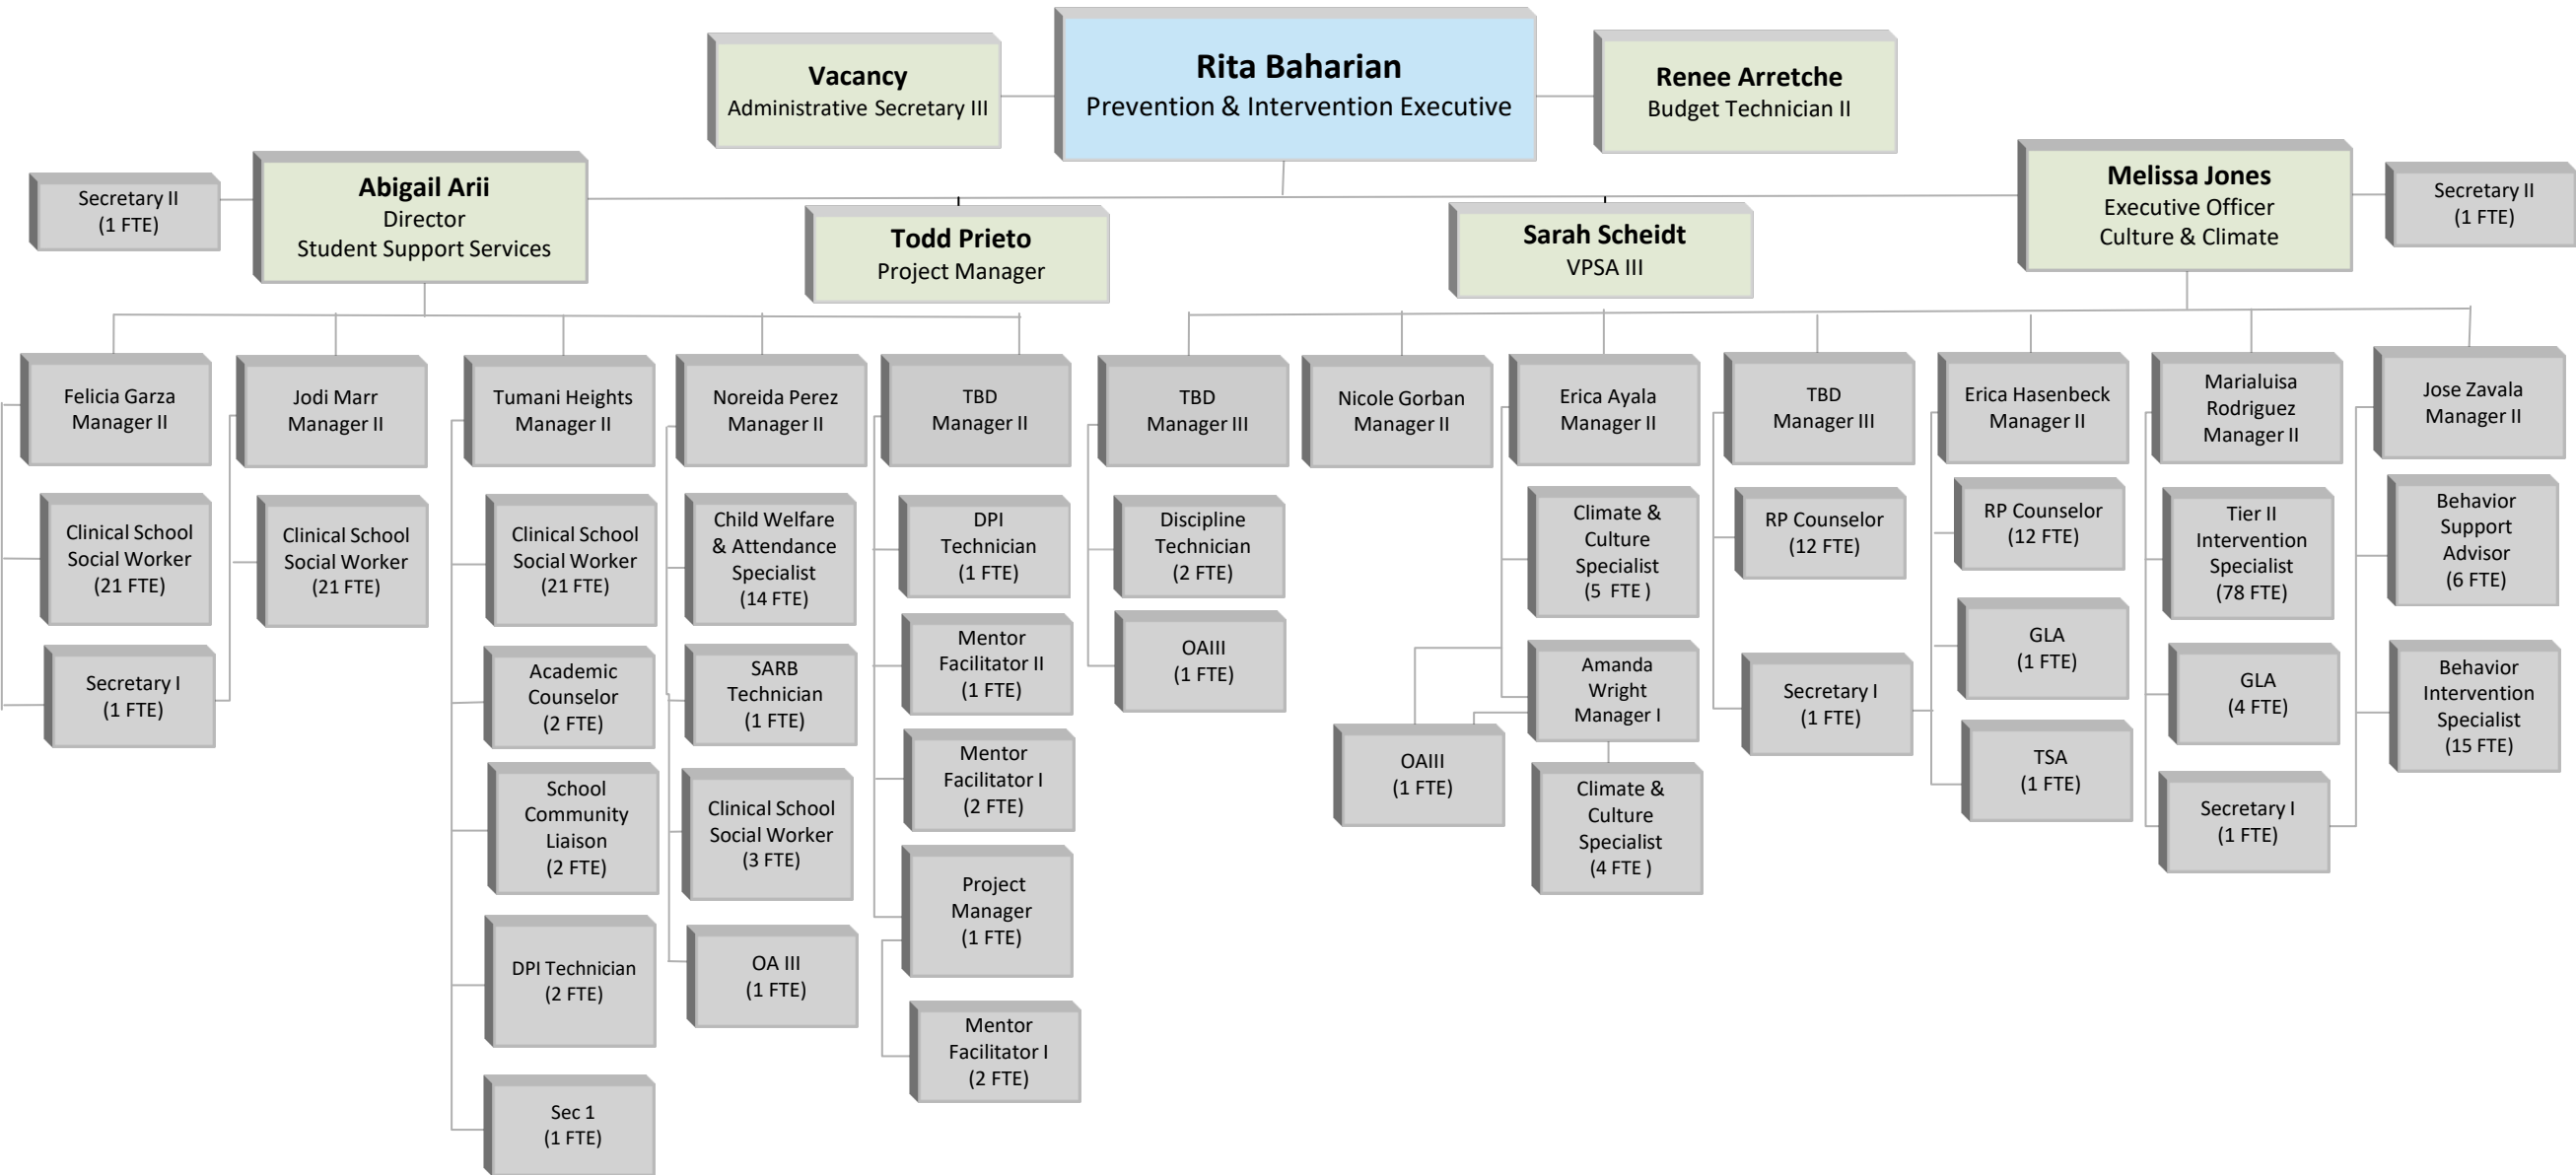 Rita Baharian
Prevention & Intervention Executive
Vacancy
Administrative Secretary III
Renee Arretche
Budget Technician II
Secretary II
(1 FTE)
Abigail Arii
Director
Student Support Services
Todd Prieto
Project Manager
Sarah Scheidt
VPSA III
Melissa Jones
Executive Officer
Culture & Climate
Secretary II
(1 FTE)
Felicia Garza
Manager II
Clinical School
Social Worker
(21 FTE)
Secretary I
(1 FTE)
Jodi Marr
Manager II
Clinical School
Social Worker
(21 FTE)
Tumani Heights
Manager II
Clinical School
Social Worker
(21 FTE)
Academic
Counselor
(2 FTE)
School
Community
Liaison
(2 FTE)
DPI Technician
(2 FTE)
Sec 1
(1 FTE)
Noreida Perez
Manager II
Child Welfare
& Attendance
Specialist
(14 FTE)
SARB
Technician
(1 FTE)
Clinical School
Social Worker
(3 FTE)
OA III
(1 FTE)
TBD
Manager II
DPI
Technician
(1 FTE)
Mentor
Facilitator II
(1 FTE)
Mentor
Facilitator I
(2 FTE)
Project
Manager
(1 FTE)
Mentor
Facilitator I
(2 FTE)
TBD
Manager III
Discipline
Technician
(2 FTE)
OAIII
(1 FTE)
Nicole Gorban
Manager II
Erica Ayala
Manager II
Climate &
Culture
Specialist
(5  FTE )
Amanda
Wright
Manager I
OAIII
(1 FTE)
Climate &
Culture
Specialist
(4 FTE )
TBD
Manager III
RP Counselor
(12 FTE)
Secretary I
(1 FTE)
Erica Hasenbeck
Manager II
RP Counselor
(12 FTE)
GLA
(1 FTE)
TSA
(1 FTE)
Marialuisa
Rodriguez
Manager II
Tier II
Intervention
Specialist
(78 FTE)
GLA
(4 FTE)
Secretary I
(1 FTE)
Jose Zavala
Manager II
Behavior
Support
Advisor
(6 FTE)
Behavior
Intervention
Specialist
(15 FTE)